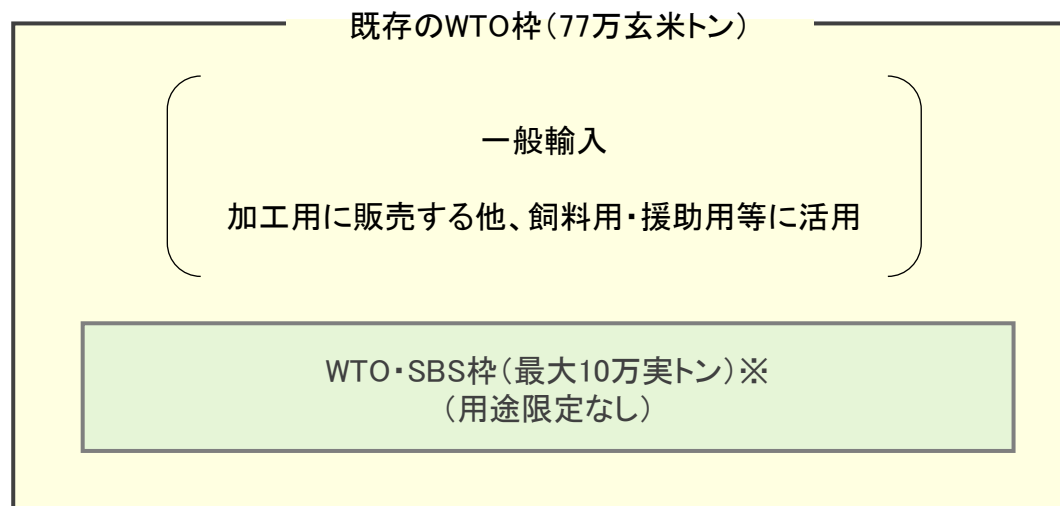 既存のWTO枠（77万玄米トン）
一般輸入
加工用に販売する他、飼料用・援助用等に活用
WTO・SBS枠（最大10万実トン）※
（用途限定なし）